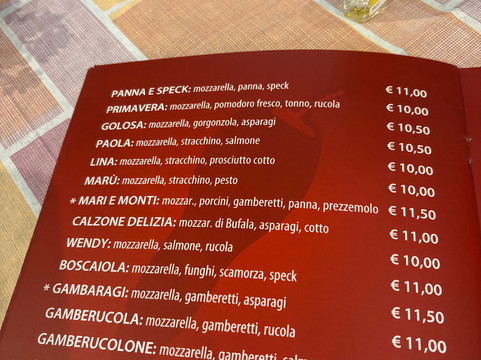 PANNA E SPECK: mozzarella, panna, speck € 11,00
PRIMAVERA: mozzarella, pomodoro fresco, tonno, rucola € 10,00
GOLOSA: mozzarella, gorgonzola, asparagi € 10,50
PAOLA: mozzarella, stracchino, salmone € 10,50
LINA: mozzarella, stracchino, prosciutto cotto € 10,00
MARÙ: mozzarella, stracchino, pesto € 10,00
* MARI E MONTI: mozzar., porcini, gamberetti, panna, prezzemolo € 11,50
CALZONE DELIZIA: mozzar. di Bufala, asparagi, cotto € 11,00
WENDY: mozzarella, salmone, rucola € 10,00
BOSCAIOLA: mozzarella, funghi, scamorza, speck € 11,00
* GAMBARAGI: mozzarella, gamberetti, asparagi € 11,50
GAMBERUCOLA: mozzarella, gamberetti, rucola € 11,00
GAMBERUCOLONE: mozzarella, gamberetti,